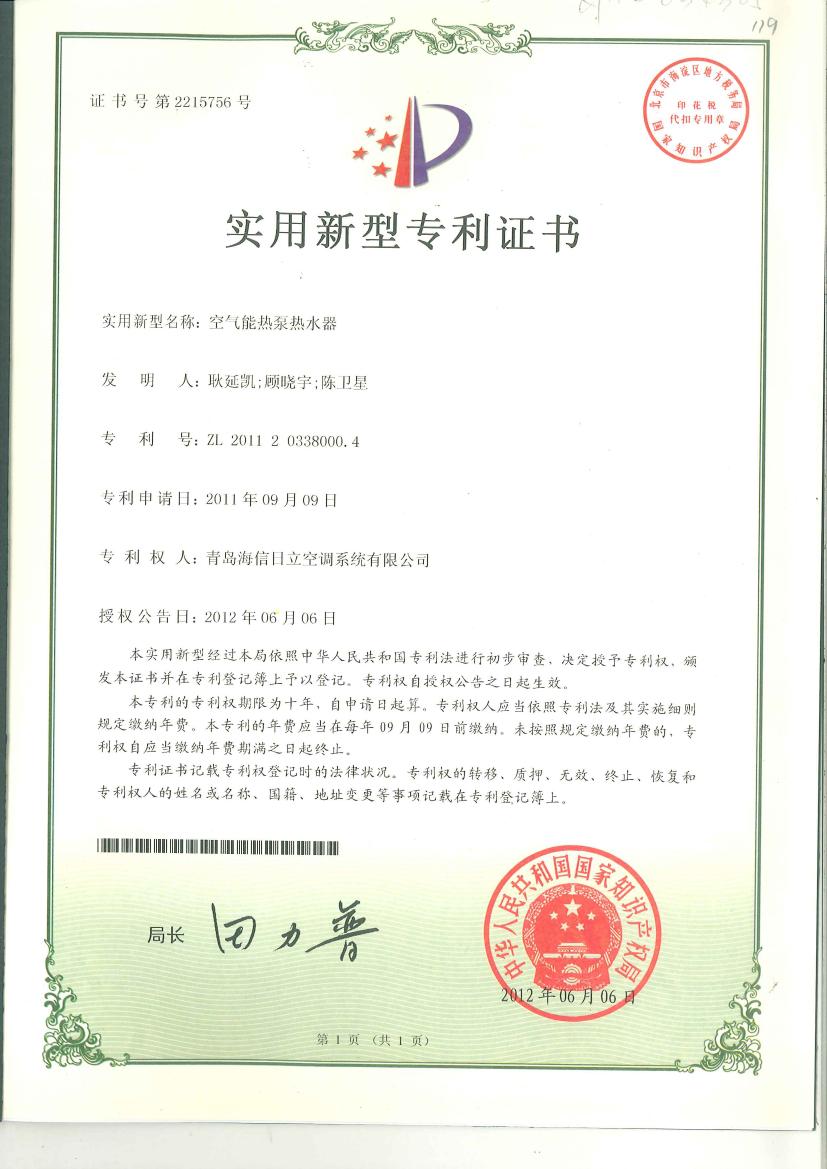 119
证书号第2215756号
北京市海淀区地方税务局
印花税
代扣专用章
国家知识产权局
实用新型专利证书
实用新型名称：空气能热泵热水器
发明人：耿延凯;顾晓宇;陈卫星
专利号：ZL 2011 2 0338000.4
专利申请日：2011年09月09日
专利权人：青岛海信日立空调系统有限公司
授权公告日：2012年06月06日
本实用新型经过本局依照中华人民共和国专利法进行初步审查，决定授予专利权，颁
发本证书并在专利登记簿上予以登记。专利权自授权公告之日起生效。
本专利的专利权期限为十年，自申请日起算。专利权人应当依照专利法及其实施细则
规定缴纳年费。本专利的年费应当在每年09月09日前缴纳。未按照规定缴纳年费的，专
利权自应当缴纳年费期满之日起终止。
专利证书记载专利权登记时的法律状况。专利权的转移、质押、无效、终止、恢复和
专利权人的姓名或名称、国籍、地址变更等事项记载在专利登记簿上。
局长 田力普
中华人民共和国国家知识产权局
2012年06月06日
第1页（共1页）